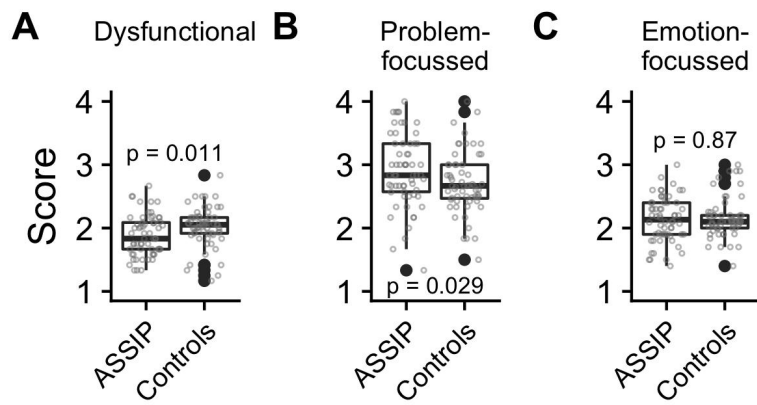 A Dysfunctional
B Problem-
focussed
C Emotion-
focussed
Score
4
3
2
1
p = 0.011
ASSIP
Controls
4
3
2
1
p = 0.029
ASSIP
Controls
4
3
2
1
p = 0.87
ASSIP
Controls